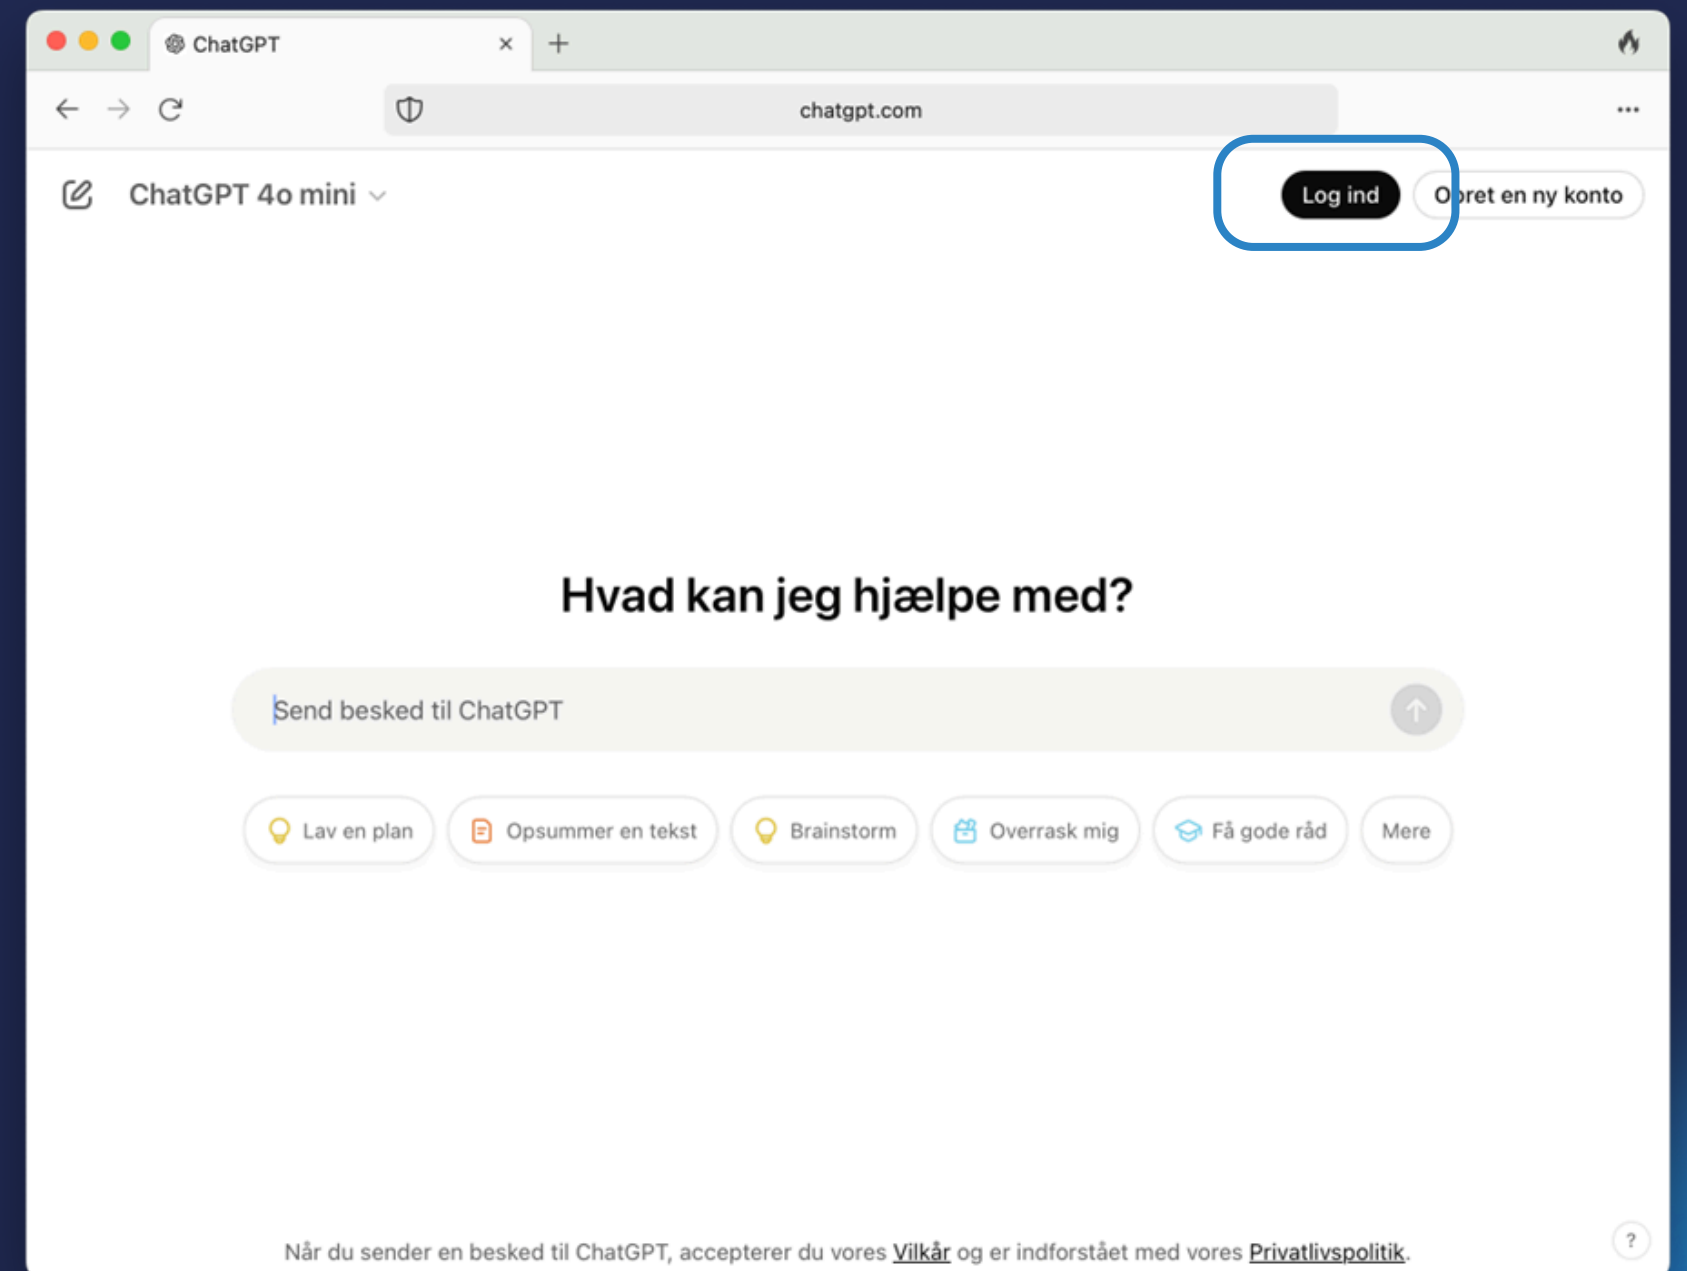 ChatGPT
chatgpt.com
ChatGPT 4o mini
Log ind
Opret en ny konto
Hvad kan jeg hjælpe med?
Send besked til ChatGPT
Lav en plan
Opsummer en tekst
Brainstorm
Overrask mig
Få gode råd
Mere
Når du sender en besked til ChatGPT, accepterer du vores Vilkår og er indforstået med vores Privatlivspolitik.
?